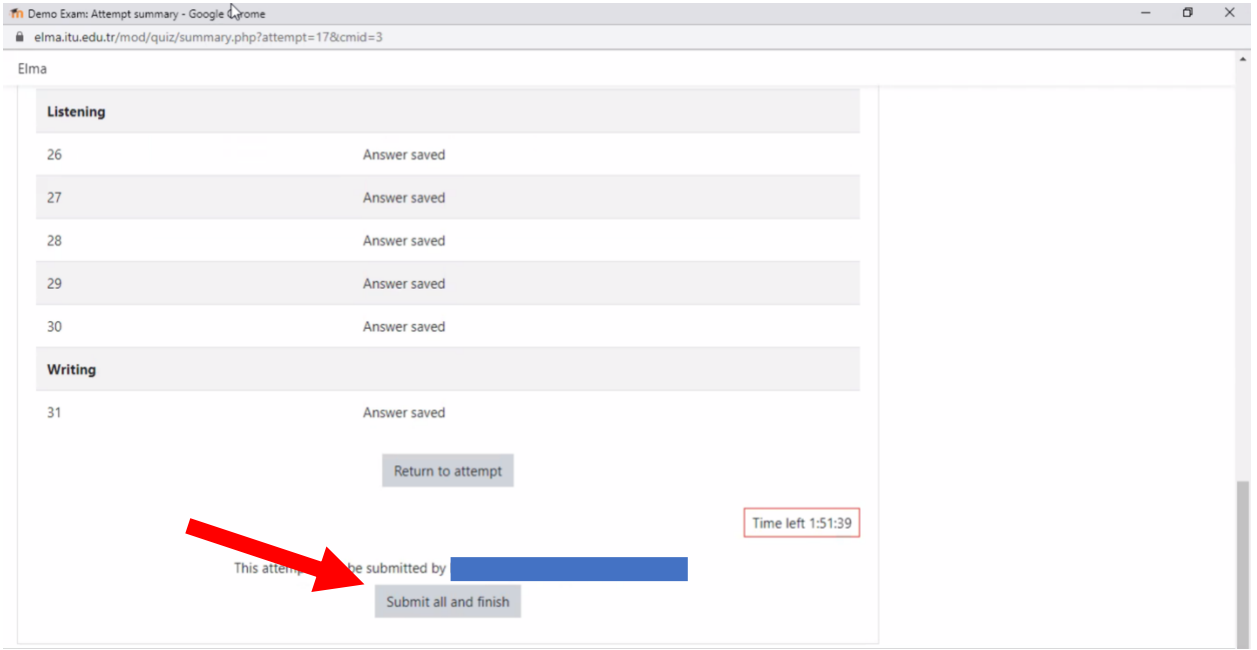 Demo Exam: Attempt summary - Google Chrome
elma.itu.edu.tr/mod/quiz/summary.php?attempt=17&cmid=3
Elma
Listening
26 Answer saved
27 Answer saved
28 Answer saved
29 Answer saved
30 Answer saved
Writing
31 Answer saved
Return to attempt
Time left 1:51:39
This be submitted by
Submit all and finish